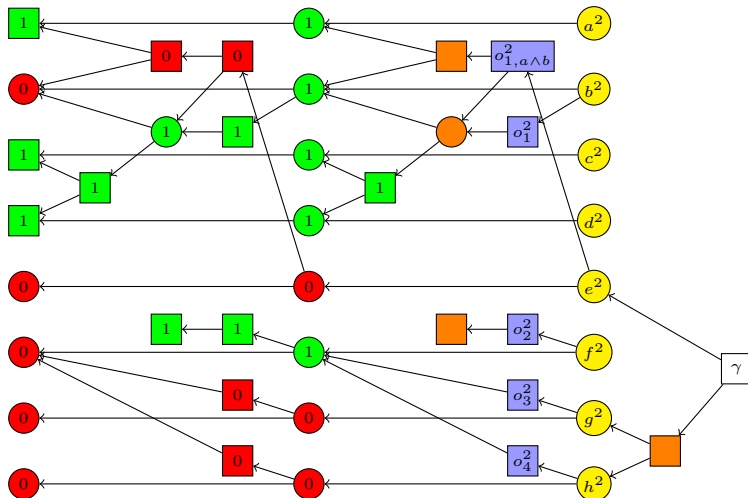 1 1 a²
0 0 o²₁,ₐ∧b
0 1 b²
1 1 o²₁
1 1 c²
1 1
1 1 d²
0 0 e²
1 1 o²₂
0 1 f²
γ
0 o²₃
0 0 g²
0 o²₄
0 0 h²